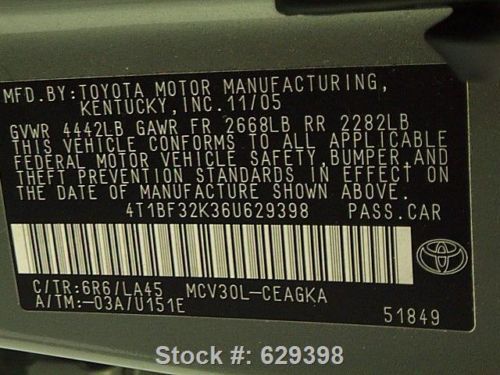 MFD.BY:TOYOTA MOTOR MANUFACTURING,
KENTUCKY,INC.11/05
GVWR 4442LB GAWR FR 2668LB RR 2282LB
THIS VEHICLE CONFORMS TO ALL APPLICABLE
FEDERAL MOTOR VEHICLE SAFETY,BUMPER,AND
THEFT PREVENTION STANDARDS IN EFFECT ON
THE DATE OF MANUFACTURE SHOWN ABOVE.
4T1BF32K36U629398 PASS.CAR
C/TR:6R6/LA45 MCV30L-CEAGKA
A/TM:-03A/U151E
51849
Stock #: 629398